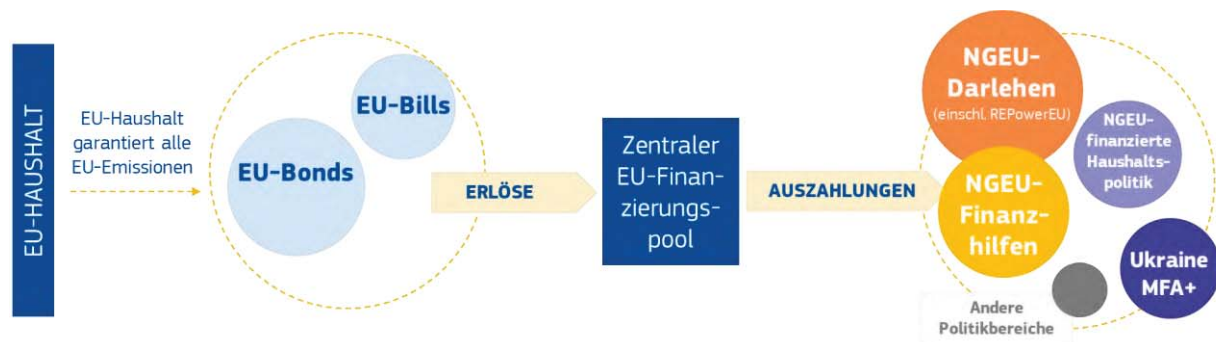 EU-HAUSHALT
EU-Haushalt
garantiert alle
EU-Emissionen
EU-Bills
EU-Bonds
ERLÖSE
Zentraler
EU-Finan-
zierungs-
pool
AUSZAHLUNGEN
NGEU-
Darlehen
(einschl. REPowerEU)
NGEU-
finanzierte
Haushalts-
politik
NGEU-
Finanz-
hilfen
Ukraine
MFA+
Andere
Politikbereiche